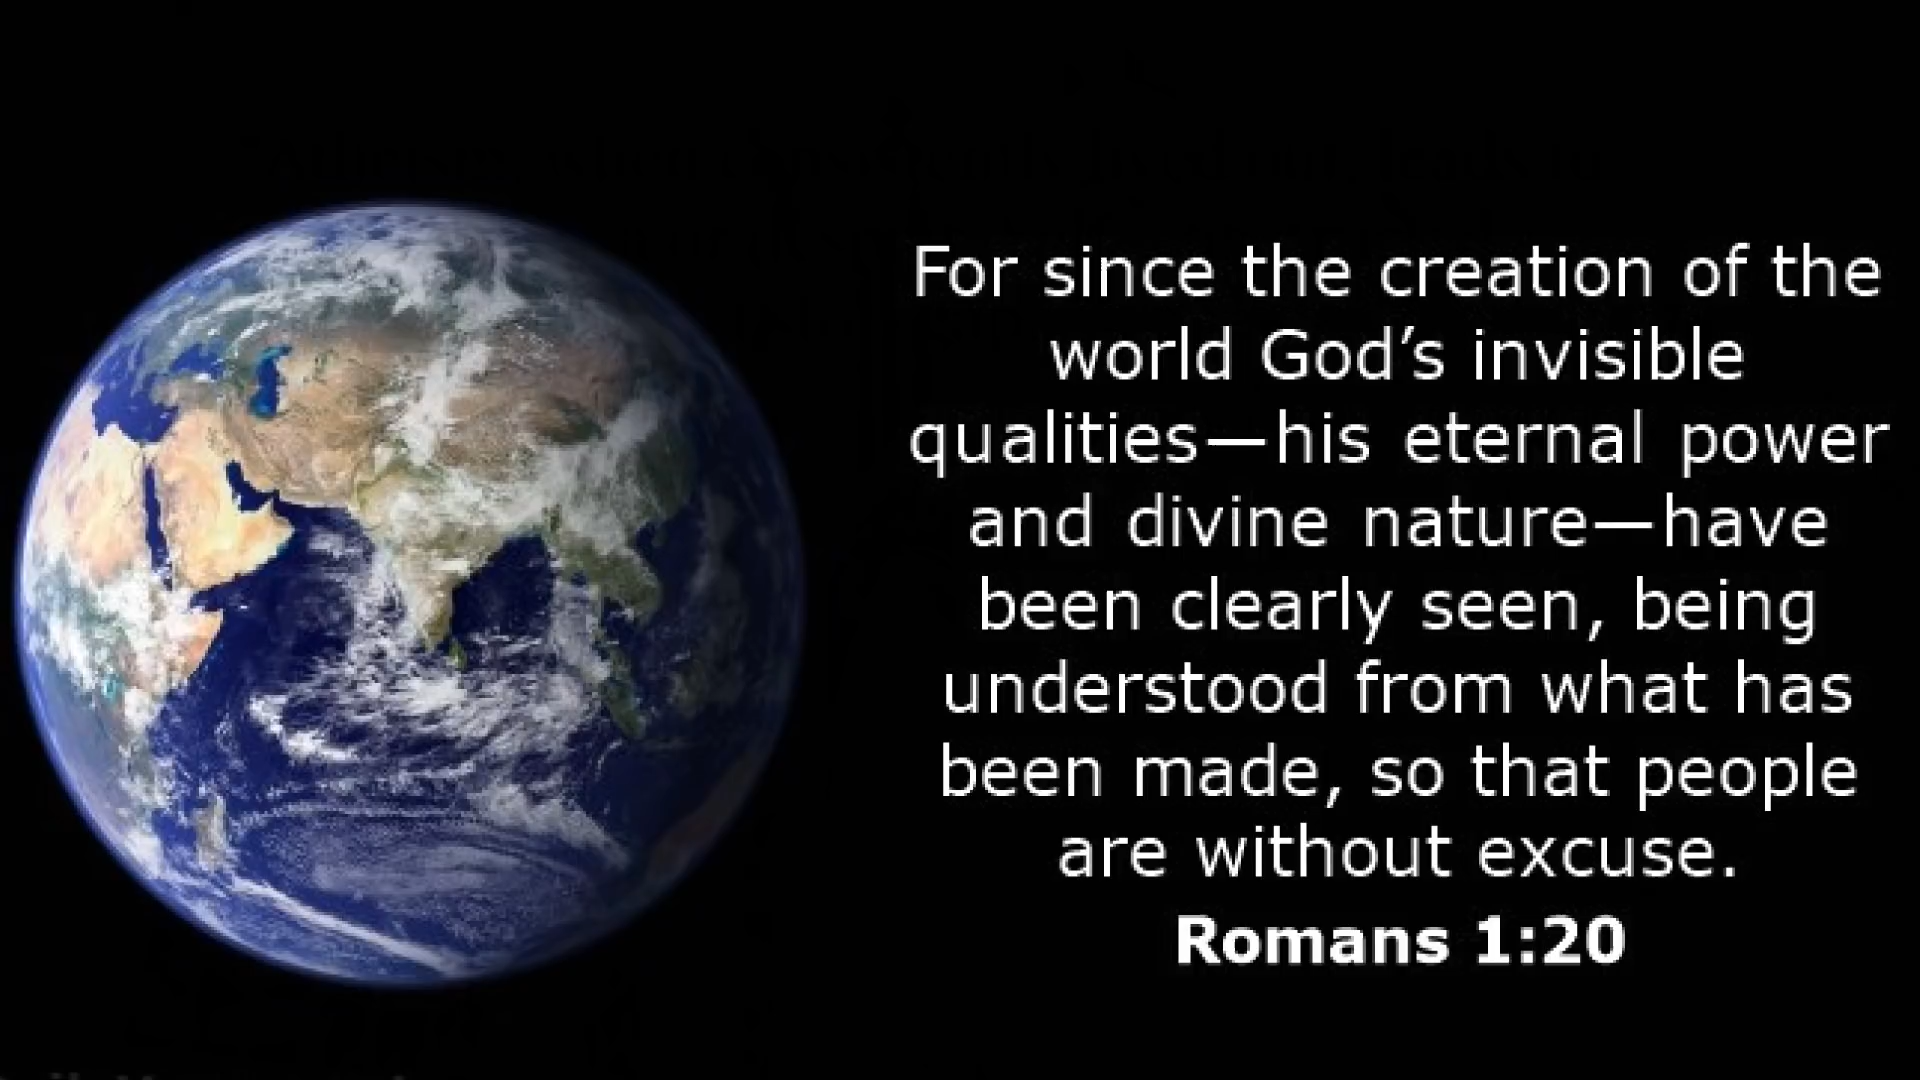 For since the creation of the
world God’s invisible
qualities—his eternal power
and divine nature—have
been clearly seen, being
understood from what has
been made, so that people
are without excuse.
Romans 1:20